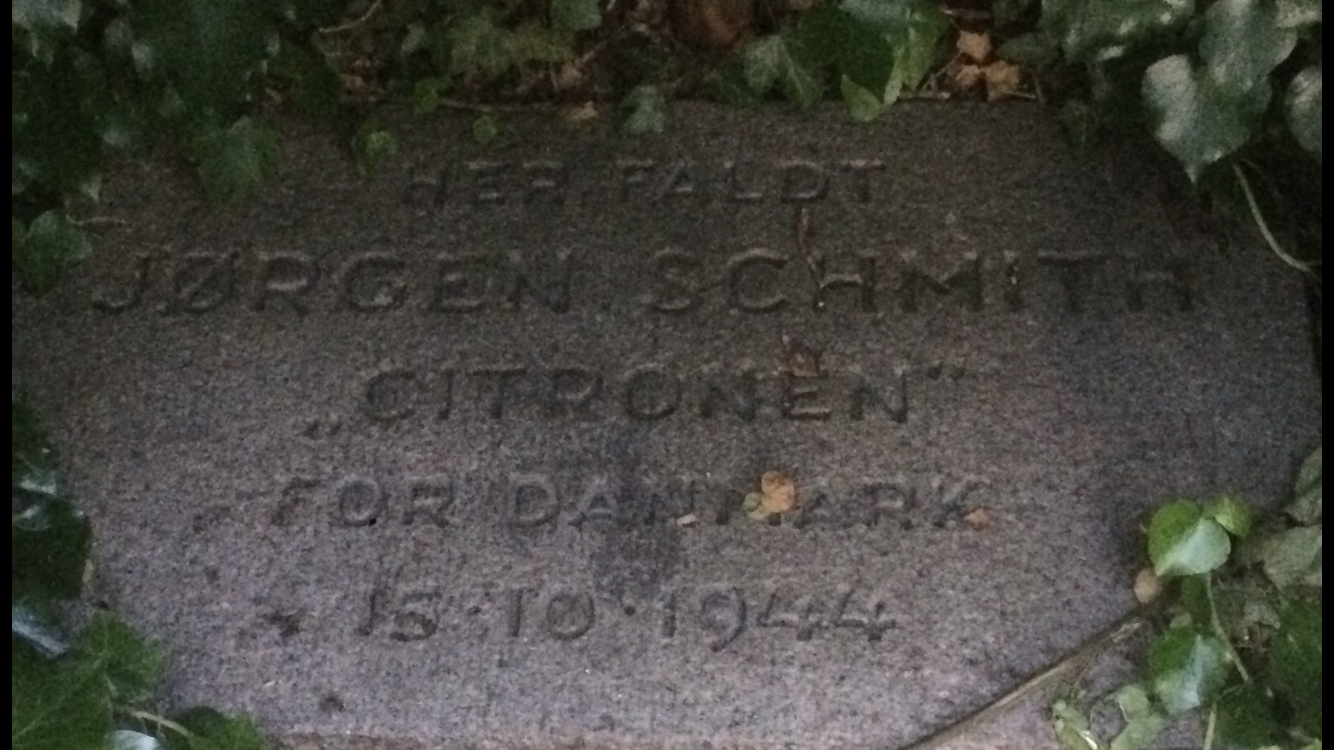 HER FALDT
JØRGEN SCHMITH
„CITRONEN"
FOR DANMARK
15·10·1944